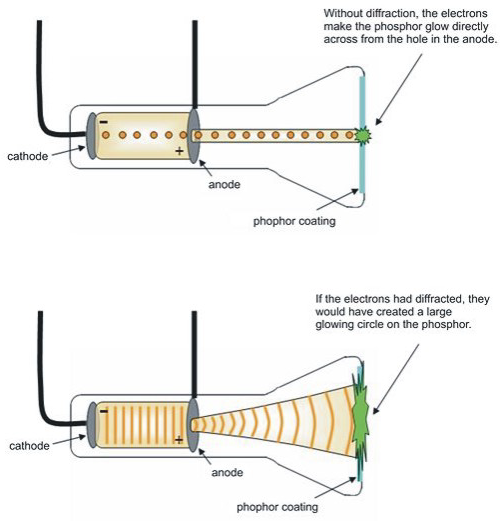 Without diffraction, the electrons
make the phosphor glow directly
across from the hole in the anode.
−
+
cathode
anode
phophor coating
If the electrons had diffracted, they
would have created a large
glowing circle on the phosphor.
−
+
cathode
anode
phophor coating